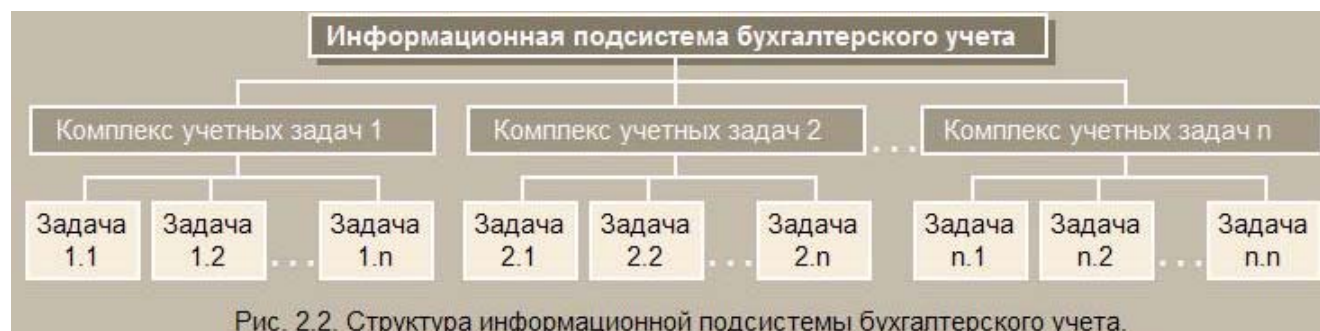 Информационная подсистема бухгалтерского учета
Комплекс учетных задач 1
Комплекс учетных задач 2
...
Комплекс учетных задач n
Задача
1.1
Задача
1.2
...
Задача
1.n
Задача
2.1
Задача
2.2
...
Задача
2.n
Задача
n.1
Задача
n.2
...
Задача
n.n
Рис. 2.2. Структура информационной подсистемы бухгалтерского учета.